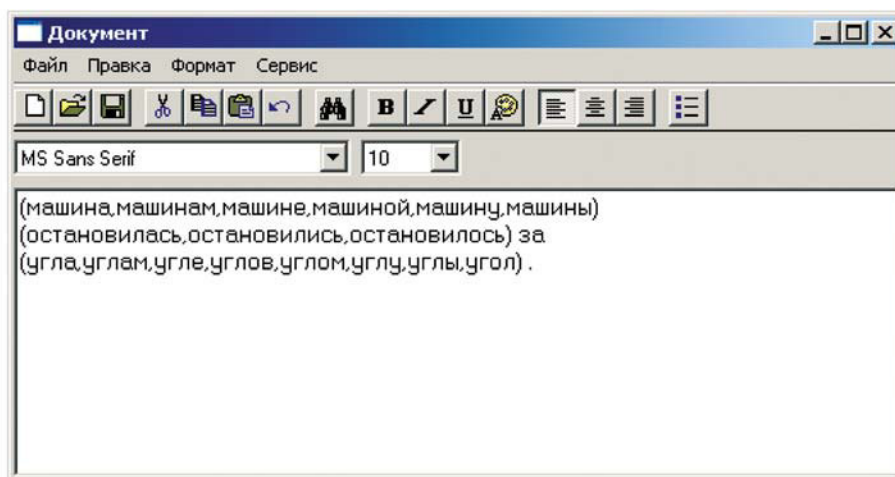 Документ
Файл Правка Формат Сервис
B I U
MS Sans Serif 10
(машина,машинам,машине,машиной,машину,машины)
(остановилась,остановились,остановилось) за
(угла,углам,угле,углов,углом,углу,углы,угол) .